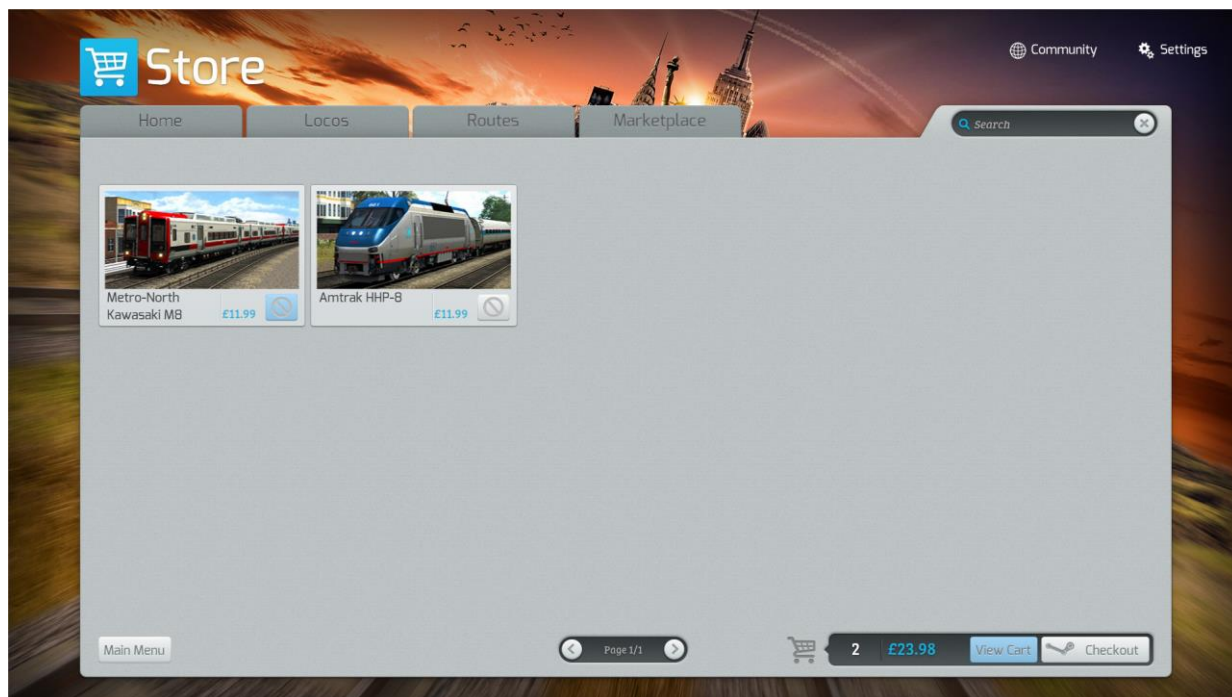 Store
Community
Settings
Home
Locos
Routes
Marketplace
Search
Metro-North
Kawasaki M8
£11.99
Amtrak HHP-8
£11.99
Main Menu
Page 1/1
2
£23.98
View Cart
Checkout